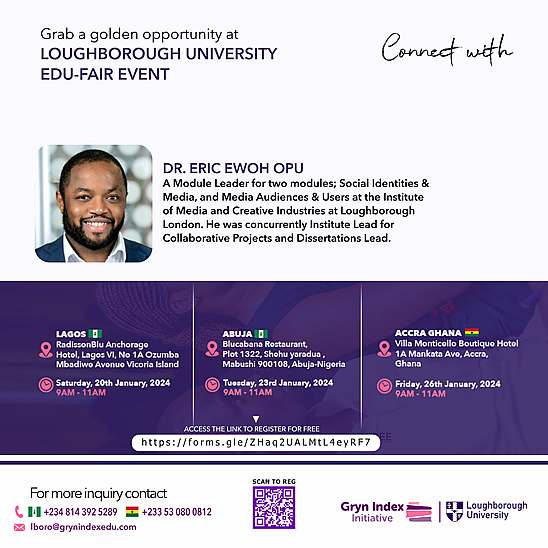 Grab a golden opportunity at
LOUGHBOROUGH UNIVERSITY
EDU-FAIR EVENT
Connect with
DR. ERIC EWOH OPU
A Module Leader for two modules; Social Identities &
Media, and Media Audiences & Users at the Institute
of Media and Creative Industries at Loughborough
London. He was concurrently Institute Lead for
Collaborative Projects and Dissertations Lead.
LAGOS
RadissonBlu Anchorage
Hotel, Lagos VI, No 1A Ozumba
Mbadiwo Avenue Vicoria Island
Saturday, 20th January, 2024
9AM - 11AM
ABUJA
Blucabana Restaurant,
Plot 1322, Shehu yaradua ,
Mabushi 900108, Abuja-Nigeria
Tuesday, 23rd January, 2024
9AM - 11AM
ACCRA GHANA
Villa Monticello Boutique Hotel
1A Mankata Ave, Accra,
Ghana
Friday, 26th January, 2024
9AM - 11AM
ACCESS THE LINK TO REGISTER FOR FREE
https://forms.gle/ZHaq2UALMtL4eyRF7
EE
For more inquiry contact
+234 814 392 5289 +233 53 080 0812
lboro@grynindexedu.com
SCAN TO REG
Gryn Index
Initiative
Loughborough
University